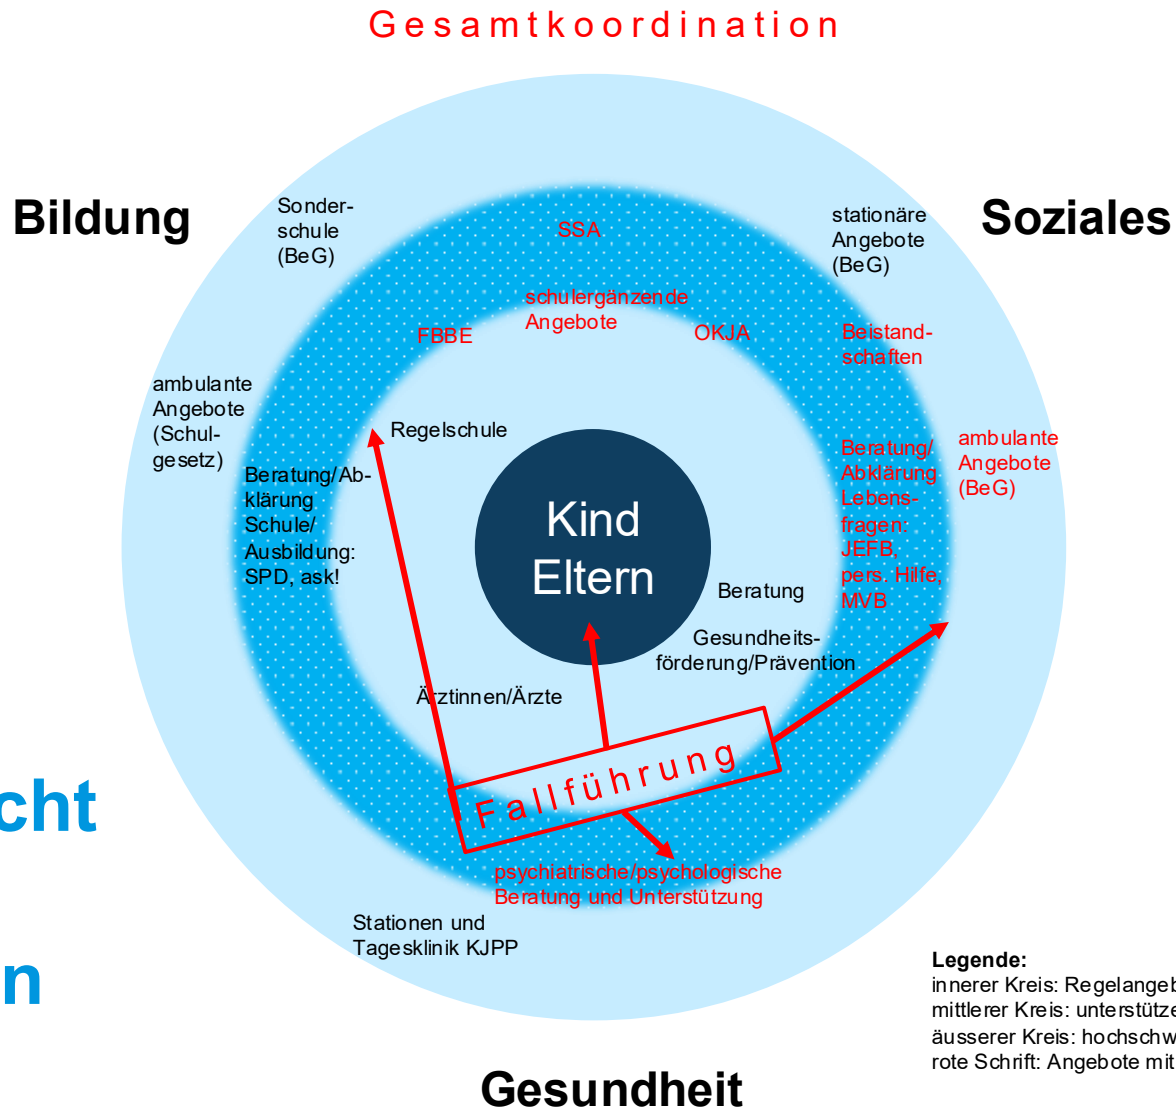 Gesamtkoordination
Bildung
Soziales
Sonder-
schule
(BeG)
SSA
stationäre
Angebote
(BeG)
schulergänzende
Angebote
FBBE
OKJA
Beistand-
schaften
ambulante
Angebote
(Schul-
gesetz)
Regelschule
Beratung/Ab-
klärung
Schule/
Ausbildung:
SPD, ask!
Kind
Eltern
Beratung/
Abklärung
Lebens-
fragen:
JEFB,
pers. Hilfe,
MVB
ambulante
Angebote
(BeG)
Beratung
Gesundheits-
förderung/Prävention
Ärztinnen/Ärzte
Fallführung
psychiatrische/psychologische
Beratung und Unterstützung
Stationen und
Tagesklinik KJPP
cht
n
Gesundheit
Legende:
innerer Kreis: Regelangeb
mittlerer Kreis: unterstütze
äusserer Kreis: hochschw
rote Schrift: Angebote mit